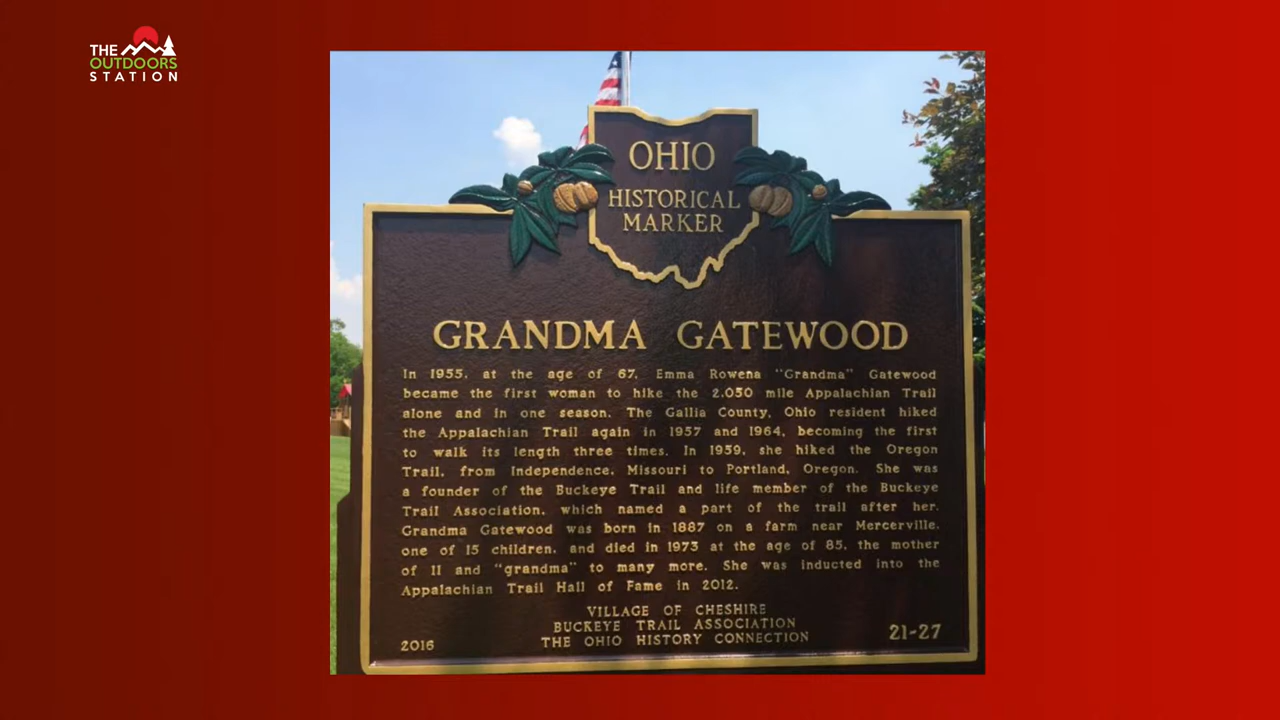 THE
OUTDOORS
STATION
OHIO
HISTORICAL
MARKER
GRANDMA GATEWOOD
In 1955, at the age of 67, Emma Rowena "Grandma" Gatewood
became the first woman to hike the 2,050 mile Appalachian Trail
alone and in one season. The Gallia County, Ohio resident hiked
the Appalachian Trail again in 1957 and 1964, becoming the first
to walk its length three times. In 1959, she hiked the Oregon
Trail, from Independence, Missouri to Portland, Oregon. She was
a founder of the Buckeye Trail and life member of the Buckeye
Trail Association, which named a part of the trail after her.
Grandma Gatewood was born in 1887 on a farm near Mercerville,
one of 15 children, and died in 1973 at the age of 85, the mother
of 11 and "grandma" to many more. She was inducted into the
Appalachian Trail Hall of Fame in 2012.
VILLAGE OF CHESHIRE
BUCKEYE TRAIL ASSOCIATION
THE OHIO HISTORY CONNECTION
2016
21-27